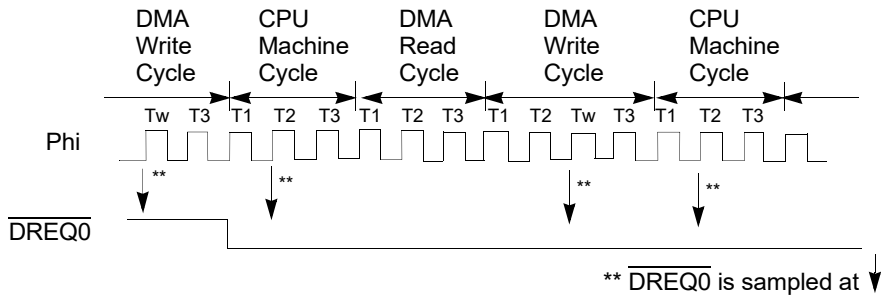 DMA Write Cycle
CPU Machine Cycle
DMA Read Cycle
DMA Write Cycle
CPU Machine Cycle
Tw T3 T1 T2 T3 T1 T2 T3 T1 T2 Tw T3 T1 T2 T3
Phi
** ** ** **
DREQ0
** DREQ0 is sampled at